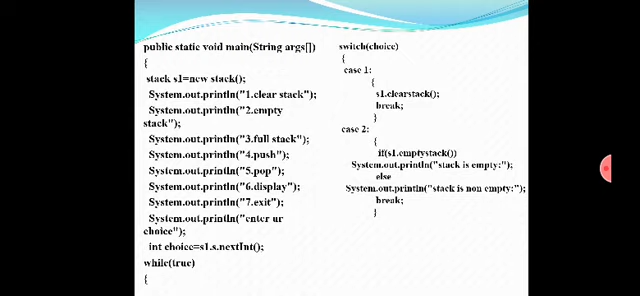 public static void main(String args[])
{
stack s1=new stack();
System.out.println("1.clear stack");
System.out.println("2.empty
stack");
System.out.println("3.full stack");
System.out.println("4.push");
System.out.println("5.pop");
System.out.println("6.display");
System.out.println("7.exit");
System.out.println("enter ur
choice");
int choice=s1.s.nextInt();
while(true)
{
switch(choice)
{
case 1:
{
s1.clearstack();
break;
}
case 2:
{
if(s1.emptystack())
System.out.println("stack is empty:");
else
System.out.println("stack is non empty:");
break;
}